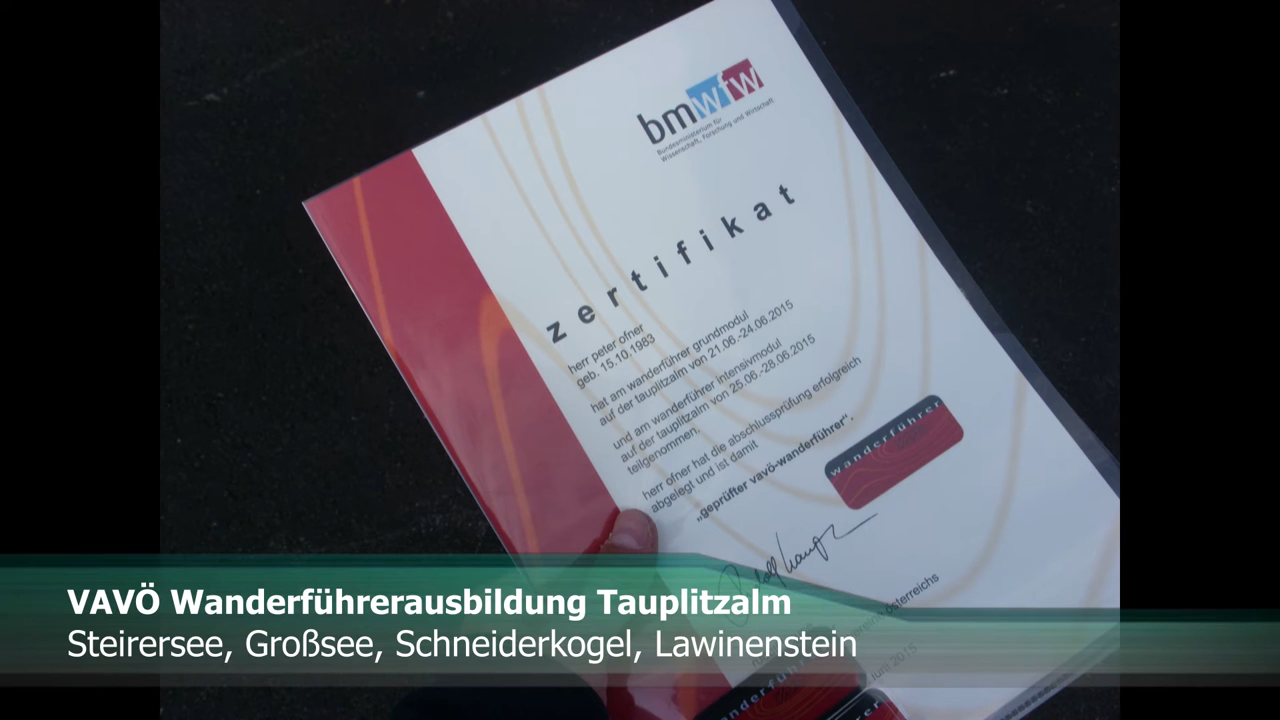 bmwfw
Bundesministerium für
Wissenschaft, Forschung und Wirtschaft
zertifikat
herr peter ofner
geb. 15.10.1983
hat am wanderführer grundmodul
auf der tauplitzalm von 21.06.-24.06.2015
und am wanderführer intensivmodul
auf der tauplitzalm von 25.06.-28.06.2015
teilgenommen.
herr ofner hat die abschlussprüfung erfolgreich
abgelegt und ist damit
„geprüfter vavö-wanderführer“.
wanderführer
österreichs
juni 2015
wanderführer
VAVÖ Wanderführerausbildung Tauplitzalm
Steirersee, Großsee, Schneiderkogel, Lawinenstein